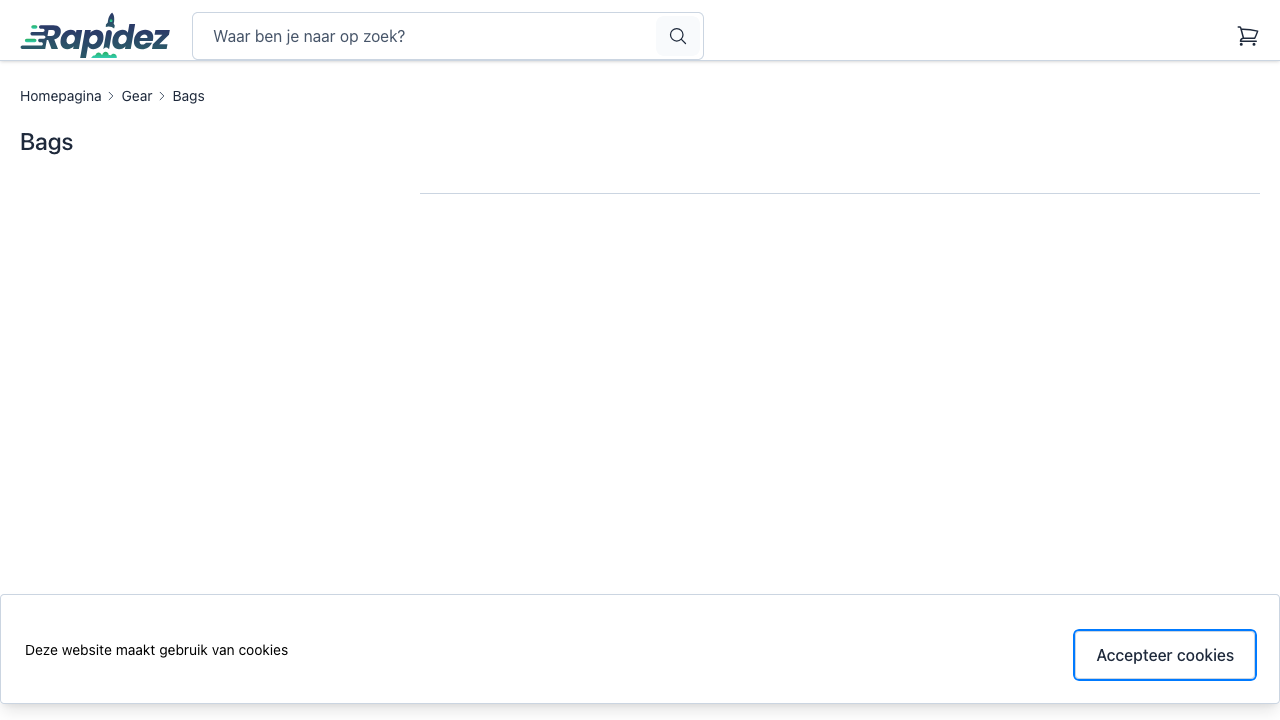 Rapidez
Waar ben je naar op zoek?
Homepagina
Gear
Bags
Bags
Deze website maakt gebruik van cookies
Accepteer cookies